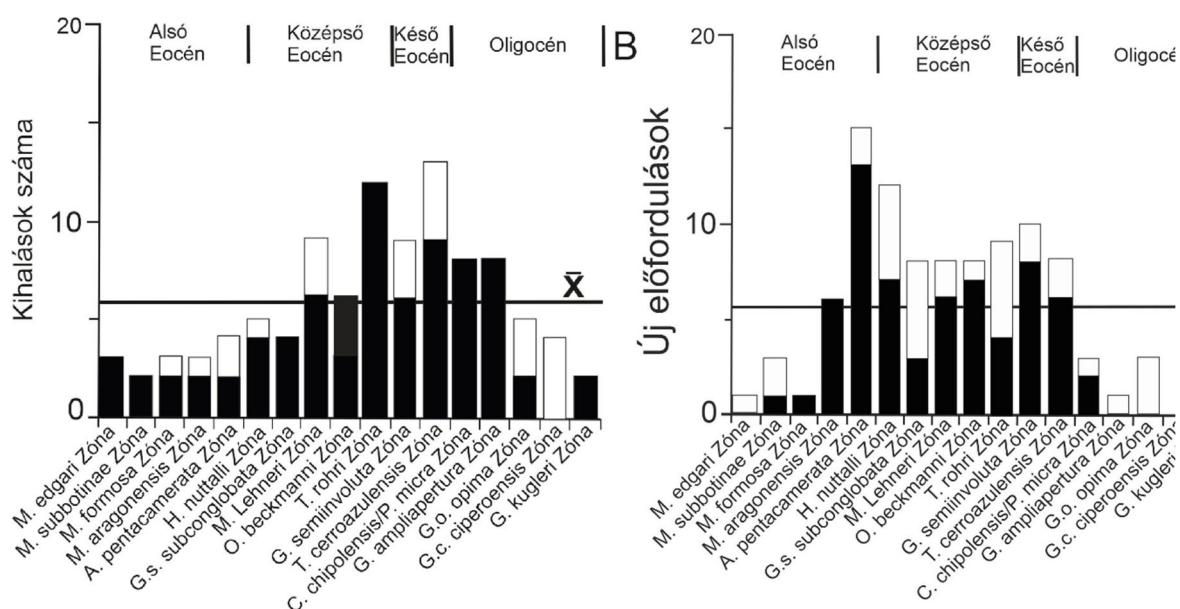 20
10
0
Kihalások száma
Alsó
Eocén
Középső
Eocén
Késő
Eocén
Oligocén
X̄
M. edgari Zóna
M. subbotinae Zóna
M. formosa Zóna
M. aragonensis Zóna
A. pentacamerata Zóna
H. nuttalli Zóna
G.s. subconglobata Zóna
M. Lehneri Zóna
O. beckmanni Zóna
T. rohri Zóna
G. semiinvoluta Zóna
T. cerroazulensis Zóna
C. chipolensis/P. micra Zóna
G. ampliapertura Zóna
G.o. opima Zóna
G.c. ciperoensis Zóna
G. kugleri Zóna
B
20
10
0
Új előfordulások
Alsó
Eocén
Középső
Eocén
Késő
Eocén
Oligocé
M. edgari Zóna
M. subbotinae Zóna
M. formosa Zóna
M. aragonensis Zóna
A. pentacamerata Zóna
H. nuttalli Zóna
G.s. subconglobata Zóna
M. Lehneri Zóna
O. beckmanni Zóna
T. rohri Zóna
G. semiinvoluta Zóna
T. cerroazulensis Zóna
C. chipolensis/P. micra Zóna
G. ampliapertura Zóna
G.o. opima Zóna
G.c. ciperoensis Zóna
G. kugleri